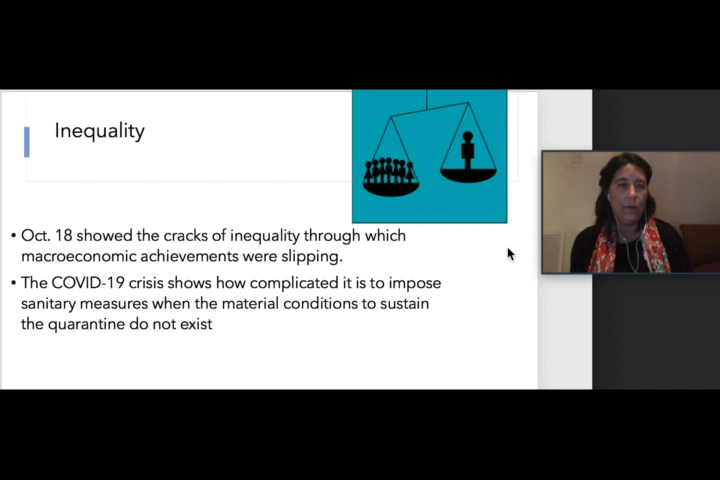 Inequality
• Oct. 18 showed the cracks of inequality through which
macroeconomic achievements were slipping.
• The COVID-19 crisis shows how complicated it is to impose
sanitary measures when the material conditions to sustain
the quarantine do not exist